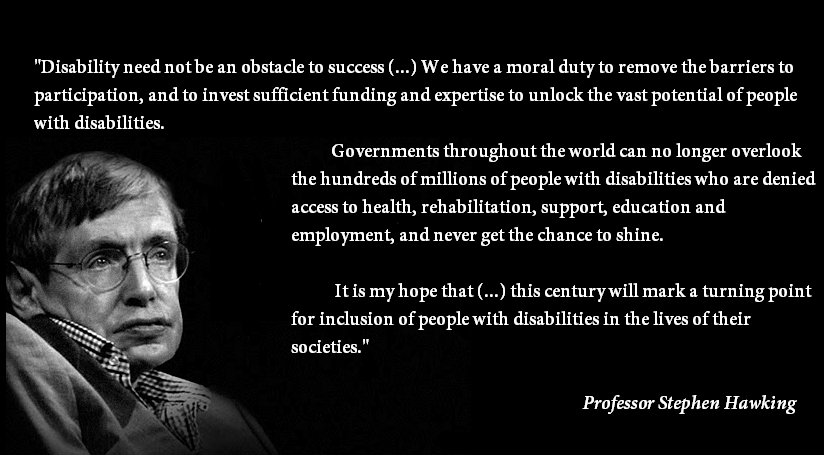 "Disability need not be an obstacle to success (...) We have a moral duty to remove the barriers to
participation, and to invest sufficient funding and expertise to unlock the vast potential of people
with disabilities.
Governments throughout the world can no longer overlook
the hundreds of millions of people with disabilities who are denied
access to health, rehabilitation, support, education and
employment, and never get the chance to shine.
It is my hope that (...) this century will mark a turning point
for inclusion of people with disabilities in the lives of their
societies."
Professor Stephen Hawking